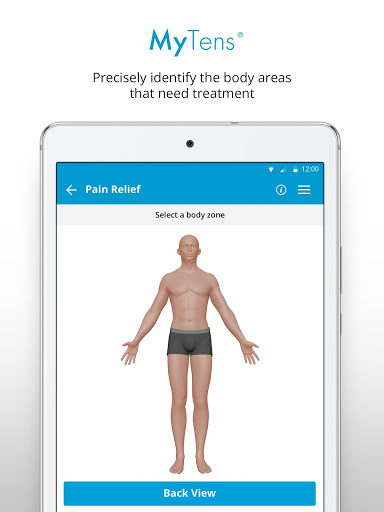 MyTens®
Precisely identify the body areas
that need treatment
12:00
Pain Relief
Select a body zone
Back View